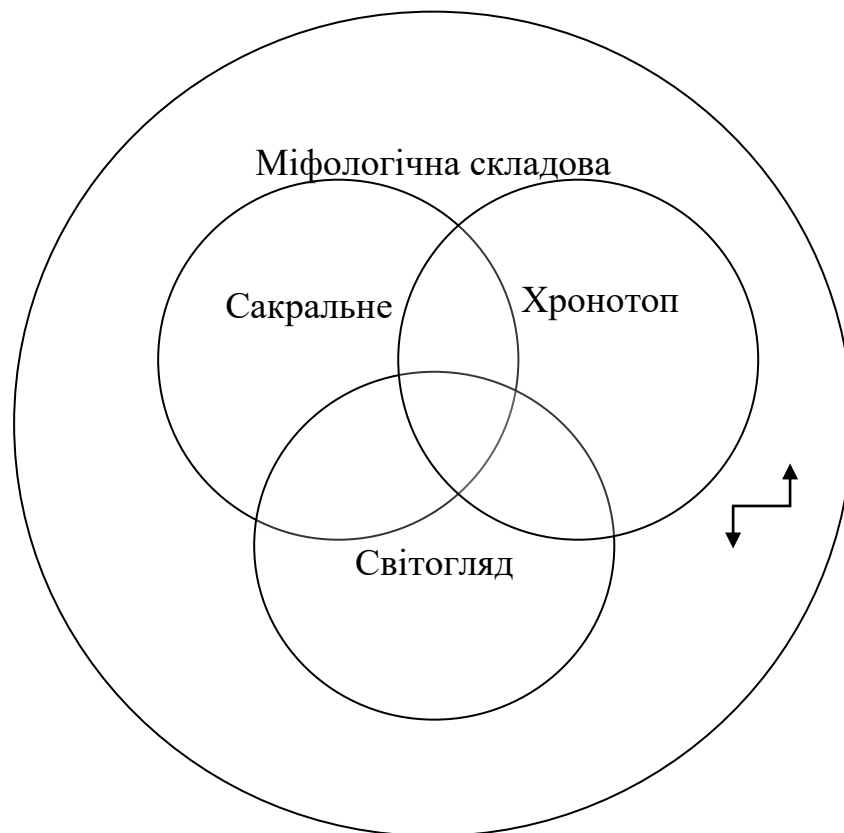 Міфологічна складова
Сакральне
Хронотоп
Світогляд